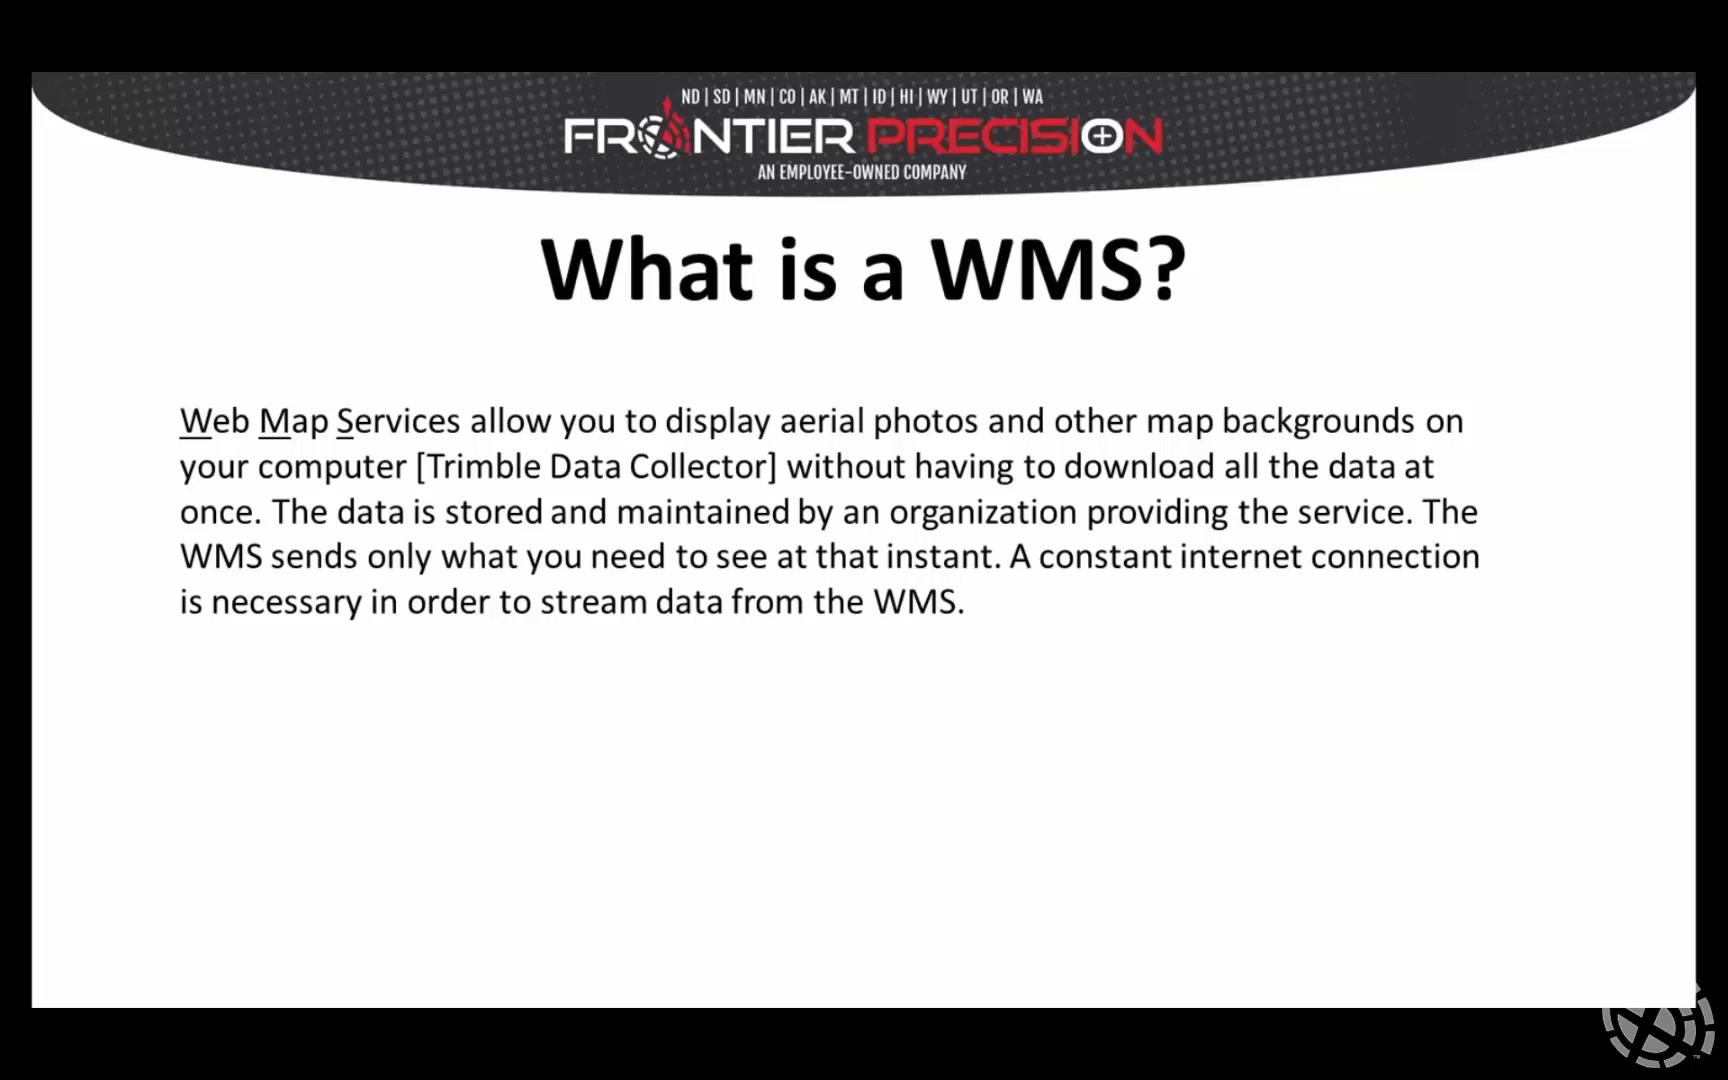 ND | SD | MN | CO | AK | MT | ID | HI | WY | UT | OR | WA
FRONTIER PRECISION
AN EMPLOYEE-OWNED COMPANY
What is a WMS?
Web Map Services allow you to display aerial photos and other map backgrounds on
your computer [Trimble Data Collector] without having to download all the data at
once. The data is stored and maintained by an organization providing the service. The
WMS sends only what you need to see at that instant. A constant internet connection
is necessary in order to stream data from the WMS.
TM